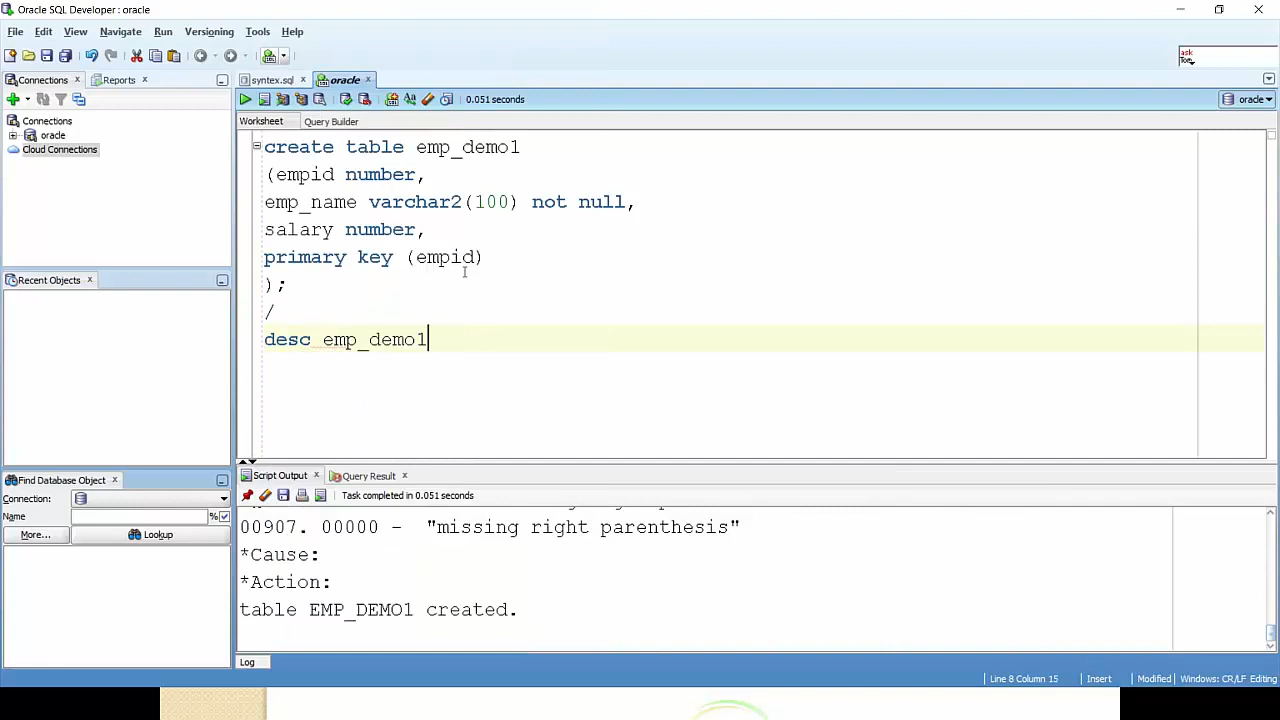 Oracle SQL Developer : oracle
File Edit View Navigate Run Versioning Tools Help
ask
Connections Reports syntex.sql oracle
0.051 seconds oracle
Worksheet Query Builder
Connections
oracle
Cloud Connections
create table emp_demo1
(empid number,
emp_name varchar2(100) not null,
salary number,
primary key (empid)
);
/
desc emp_demo1
Recent Objects
Find Database Object
Connection:
Name %
More... Lookup
Script Output Query Result
Task completed in 0.051 seconds
00907. 00000 - "missing right parenthesis"
*Cause:
*Action:
table EMP_DEMO1 created.
Log
Line 8 Column 15 Insert Modified Windows: CR/LF Editing